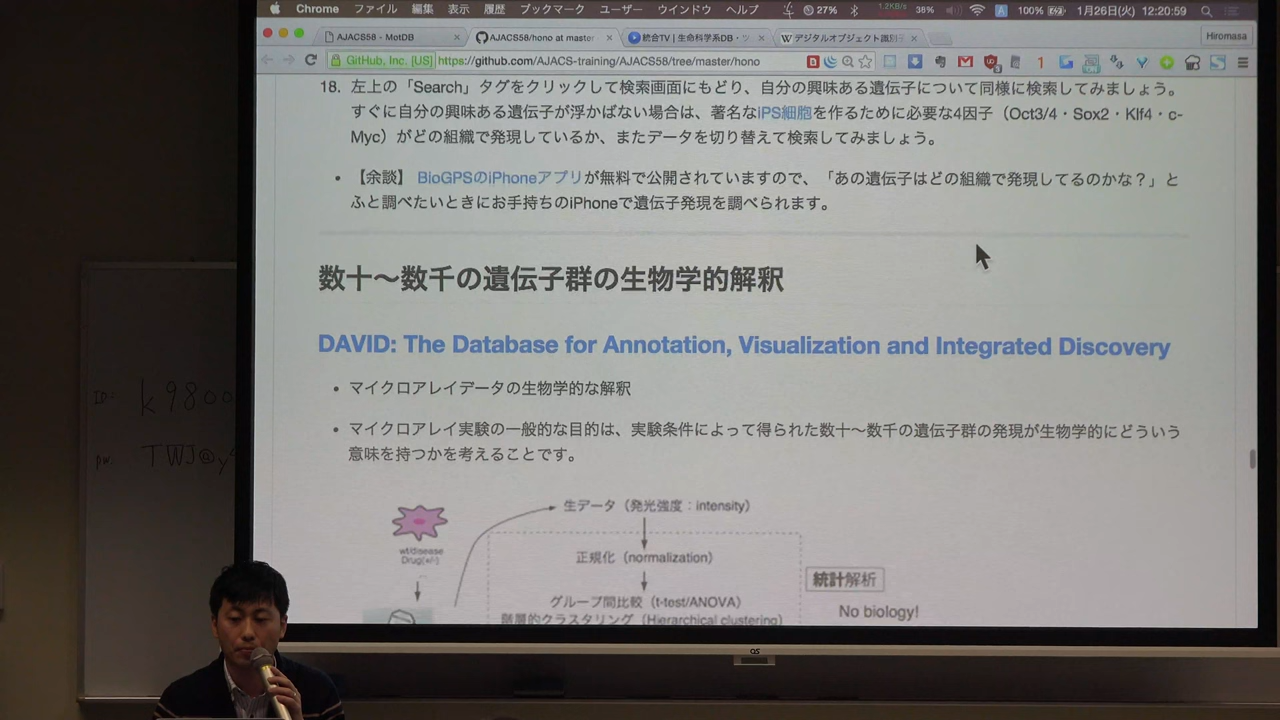 Chrome ファイル 編集 表示 履歴 ブックマーク ユーザー ウインドウ ヘルプ 27% 1.2KB/s 36% A 100% 1月26日(火) 12:20:59
AJACS58 - MotDB AJACS58/hono at master 統合TV | 生命科学系DB・ツ デジタルオブジェクト識別子 Hiromasa
GitHub, Inc. [US] https://github.com/AJACS-training/AJACS58/tree/master/hono
18. 左上の「Search」タグをクリックして検索画面にもどり、自分の興味ある遺伝子について同様に検索してみましょう。
すぐに自分の興味ある遺伝子が浮かばない場合は、著名なiPS細胞を作るために必要な4因子（Oct3/4・Sox2・Klf4・c-
Myc）がどの組織で発現しているか、またデータを切り替えて検索してみましょう。
• 【余談】 BioGPSのiPhoneアプリが無料で公開されていますので、「あの遺伝子はどの組織で発現してるのかな？」と
ふと調べたいときにお手持ちのiPhoneで遺伝子発現を調べられます。
数十〜数千の遺伝子群の生物学的解釈
DAVID: The Database for Annotation, Visualization and Integrated Discovery
• マイクロアレイデータの生物学的な解釈
• マイクロアレイ実験の一般的な目的は、実験条件によって得られた数十〜数千の遺伝子群の発現が生物学的にどういう
意味を持つかを考えることです。
生データ（発光強度：intensity）
wt/disease
Drug(+/-)
正規化（normalization）
統計解析
グループ間比較（t-test/ANOVA）
No biology!
階層的クラスタリング（Hierarchical clustering）
ID: k9800
pw. TWJ@y